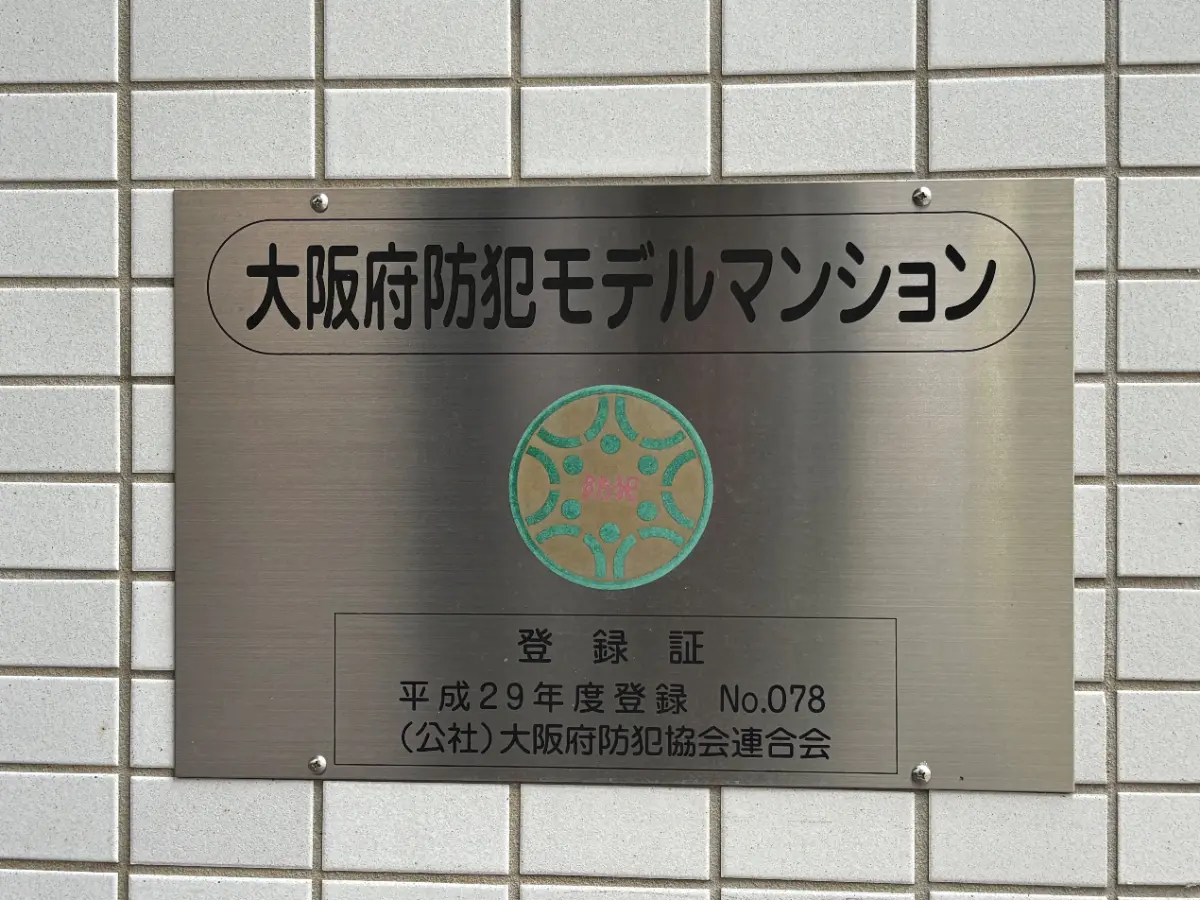 大阪府防犯モデルマンション
防犯
登録証
平成29年度登録 No.078
(公社)大阪府防犯協会連合会